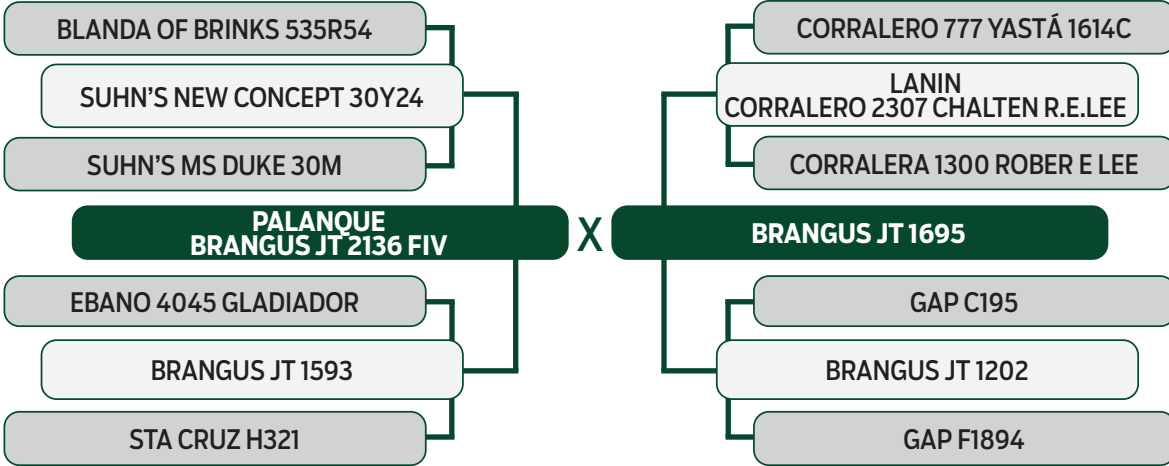 BLANDA OF BRINKS 535R54
SUHN'S NEW CONCEPT 30Y24
SUHN'S MS DUKE 30M
PALANQUE
BRANGUS JT 2136 FIV
EBANO 4045 GLADIADOR
BRANGUS JT 1593
STA CRUZ H321
X
CORRALERO 777 YASTÁ 1614C
LANIN
CORRALERO 2307 CHALTEN R.E.LEE
CORRALERA 1300 ROBER E LEE
BRANGUS JT 1695
GAP C195
BRANGUS JT 1202
GAP F1894